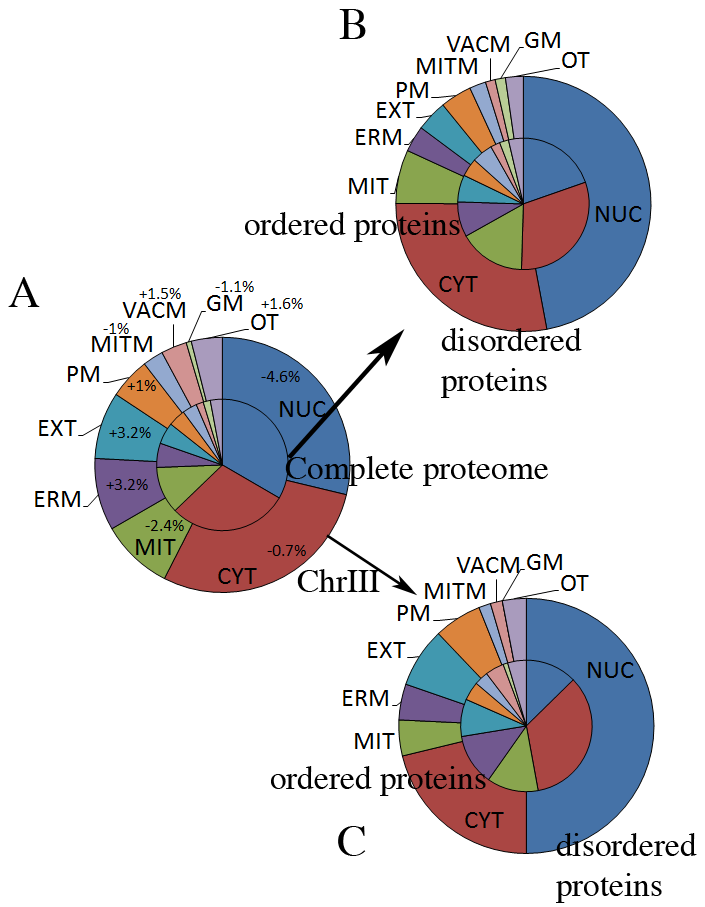 B
VACM
GM
MITM
OT
PM
EXT
ERM
MIT
NUC
ordered proteins
CYT
disordered
proteins
A
+1.5%
-1.1%
VACM
GM
+1.6%
-1%
OT
MITM
PM
+1%
-4.6%
NUC
EXT
+3.2%
Complete proteome
ERM
+3.2%
-2.4%
MIT
-0.7%
CYT
ChrIII
VACM
GM
MITM
OT
PM
EXT
NUC
ERM
MIT
ordered proteins
CYT
C
disordered
proteins